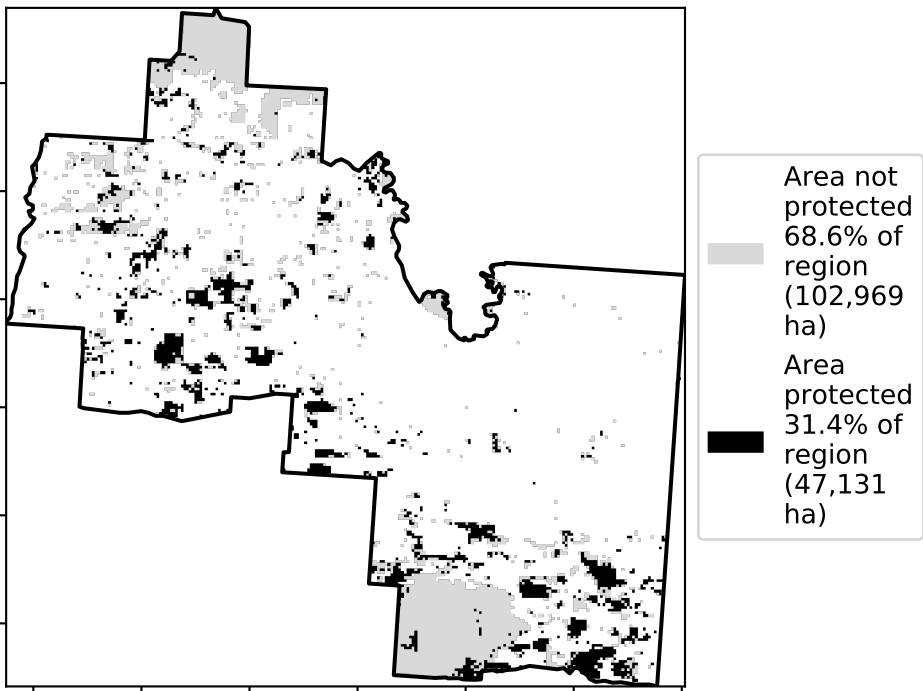 Area not
protected
68.6% of
region
(102,969
ha)
Area
protected
31.4% of
region
(47,131
ha)